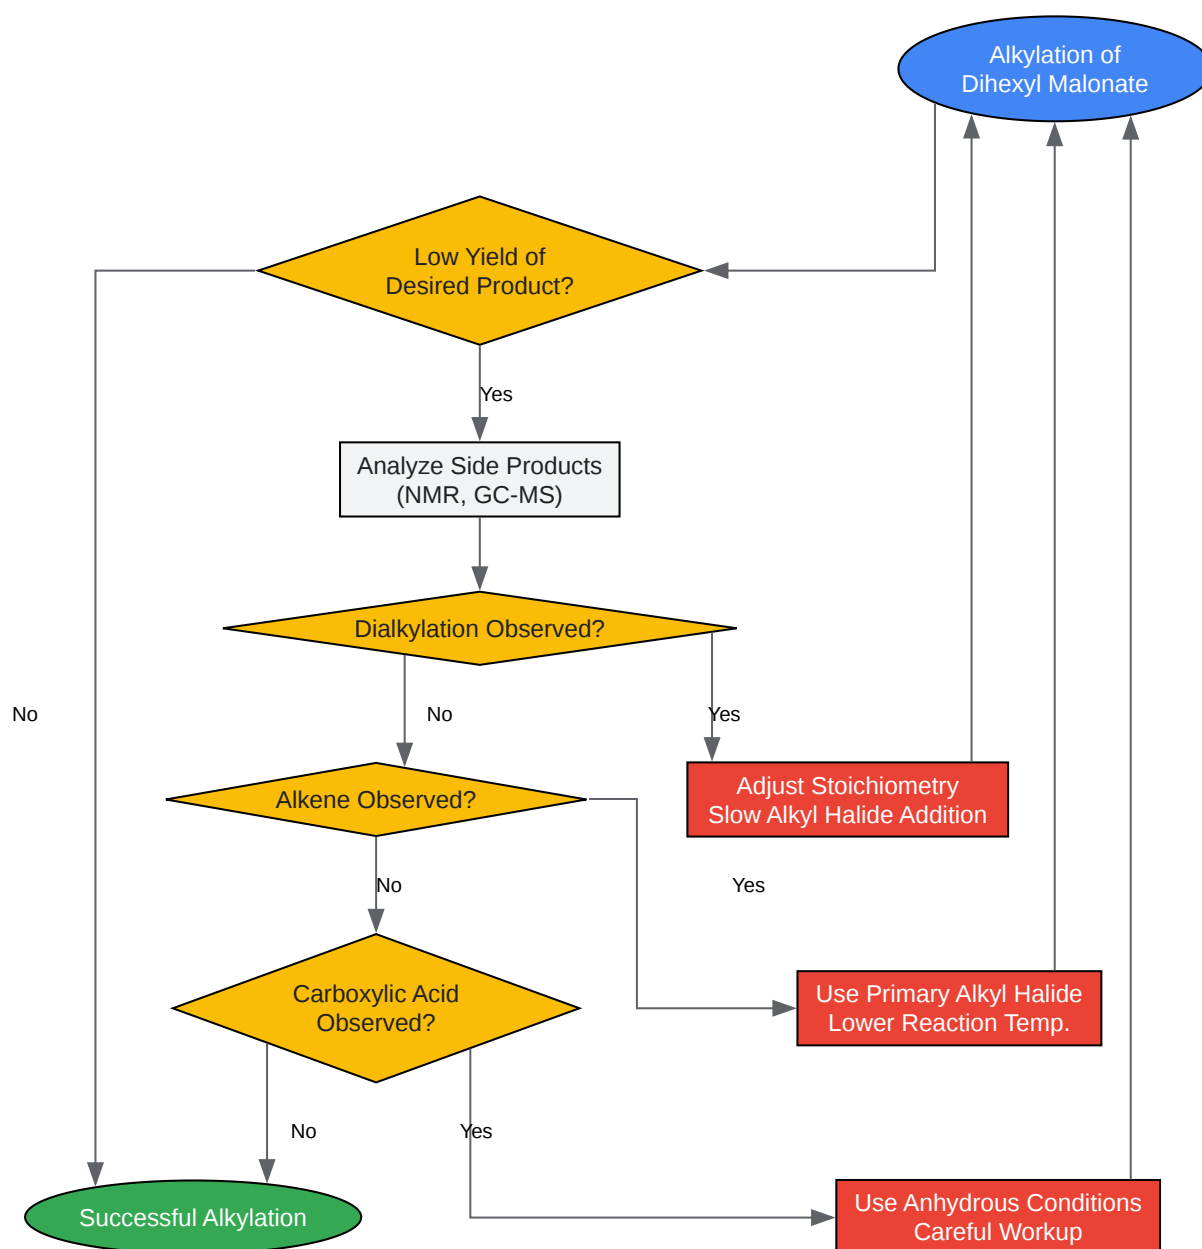 Alkylation of
Dihexyl Malonate
Low Yield of
Desired Product?
Yes
Analyze Side Products
(NMR, GC-MS)
Dialkylation Observed?
No
No
Yes
Alkene Observed?
Adjust Stoichiometry
Slow Alkyl Halide Addition
No
Yes
Carboxylic Acid
Observed?
Use Primary Alkyl Halide
Lower Reaction Temp.
No
Yes
Successful Alkylation
Use Anhydrous Conditions
Careful Workup